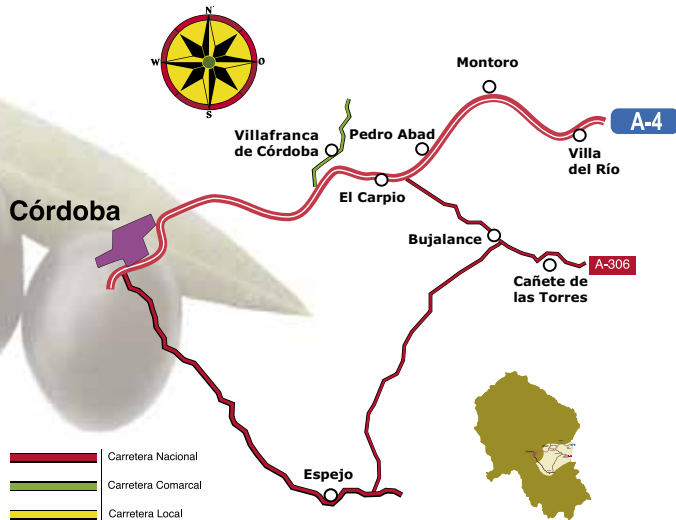 N
W
O
S
Montoro
A-4
Villafranca
de Córdoba
Pedro Abad
Villa
del Río
El Carpio
Córdoba
Bujalance
A-306
Cañete de
las Torres
Espejo
Carretera Nacional
Carretera Comarcal
Carretera Local